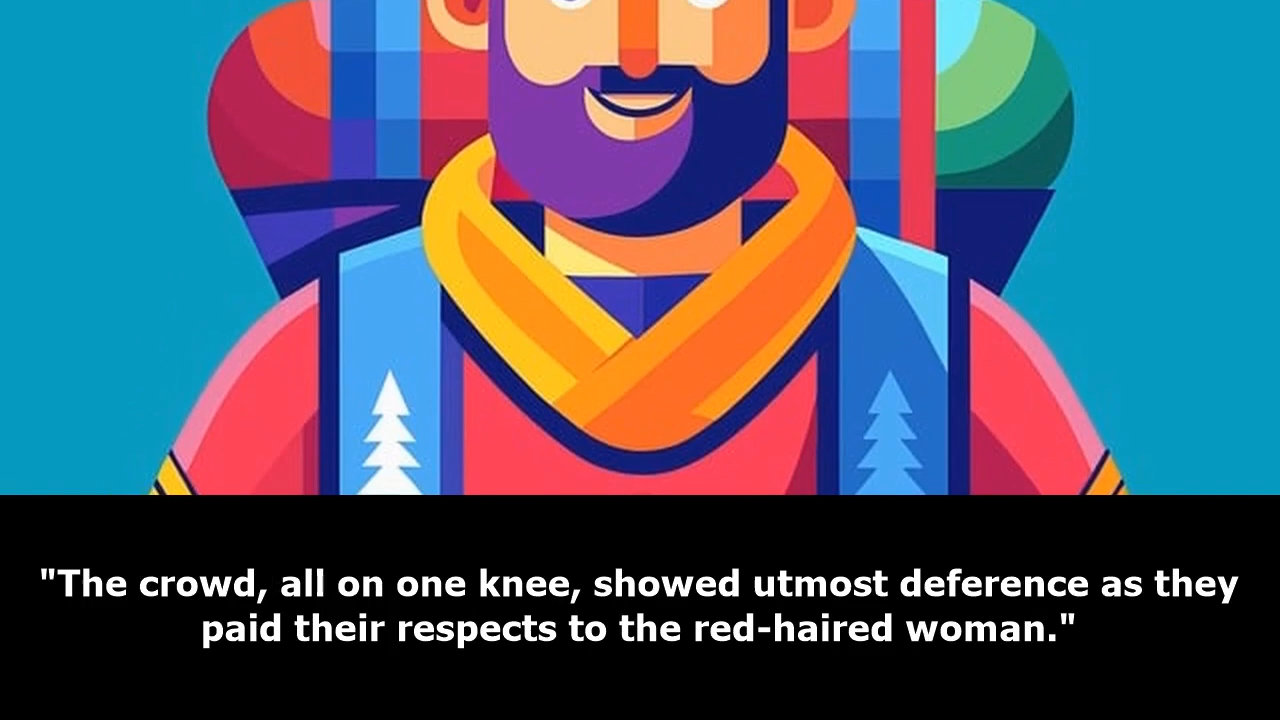 "The crowd, all on one knee, showed utmost deference as they
paid their respects to the red-haired woman."